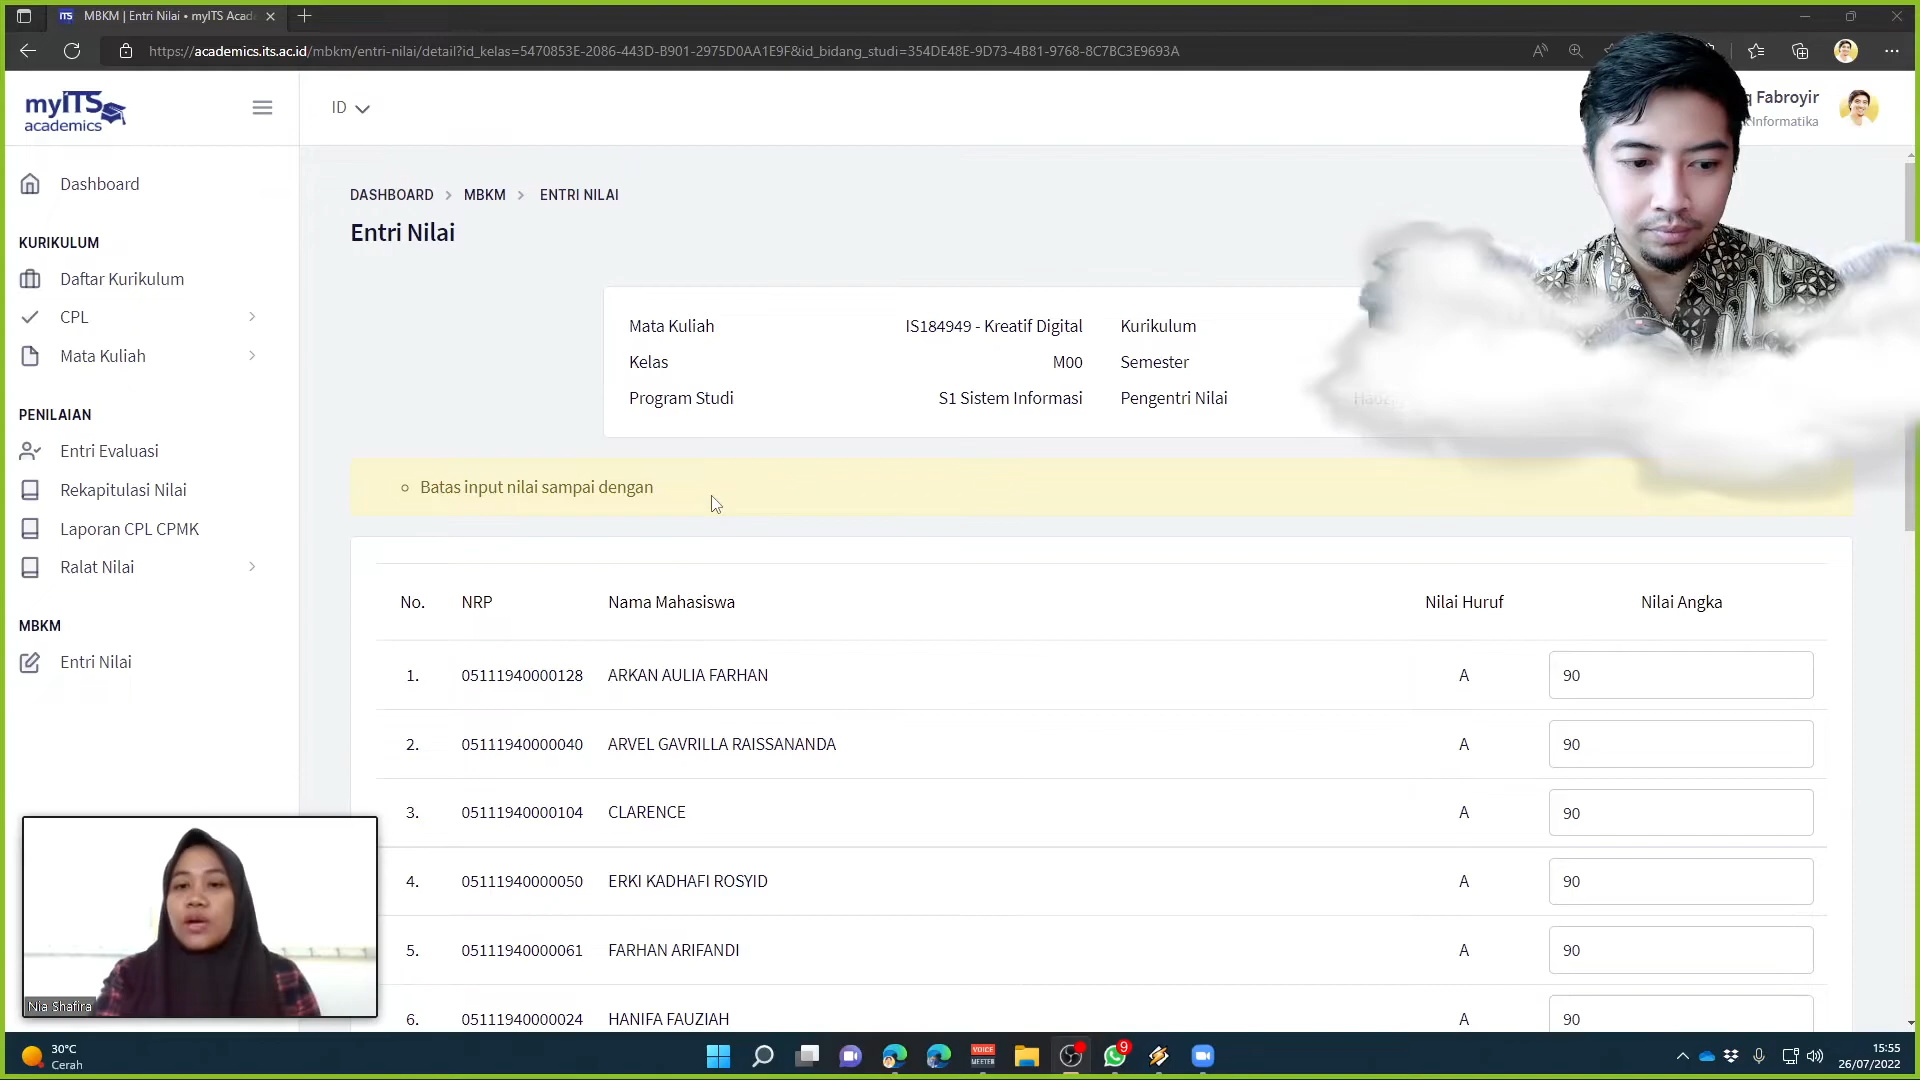 MBKM | Entri Nilai • myITS Acad
https://academics.its.ac.id/mbkm/entri-nilai/detail?id_kelas=5470853E-2086-443D-B901-2975D0AA1E9F&id_bidang_studi=354DE48E-9D73-4B81-9768-8C7BC3E9693A
myITS
academics
ID
Fabroyir
Informatika
Dashboard
KURIKULUM
Daftar Kurikulum
CPL
Mata Kuliah
PENILAIAN
Entri Evaluasi
Rekapitulasi Nilai
Laporan CPL CPMK
Ralat Nilai
MBKM
Entri Nilai
DASHBOARD > MBKM > ENTRI NILAI
Entri Nilai
Mata Kuliah IS184949 - Kreatif Digital Kurikulum
Kelas M00 Semester
Program Studi S1 Sistem Informasi Pengentri Nilai
Batas input nilai sampai dengan
No. NRP Nama Mahasiswa Nilai Huruf Nilai Angka
1. 05111940000128 ARKAN AULIA FARHAN A 90
2. 05111940000040 ARVEL GAVRILLA RAISSANANDA A 90
3. 05111940000104 CLARENCE A 90
4. 05111940000050 ERKI KADHAFI ROSYID A 90
5. 05111940000061 FARHAN ARIFANDI A 90
6. 05111940000024 HANIFA FAUZIAH A 90
Nia Shafira
30°C
Cerah
VOICE
MEETER
9
15:55
26/07/2022